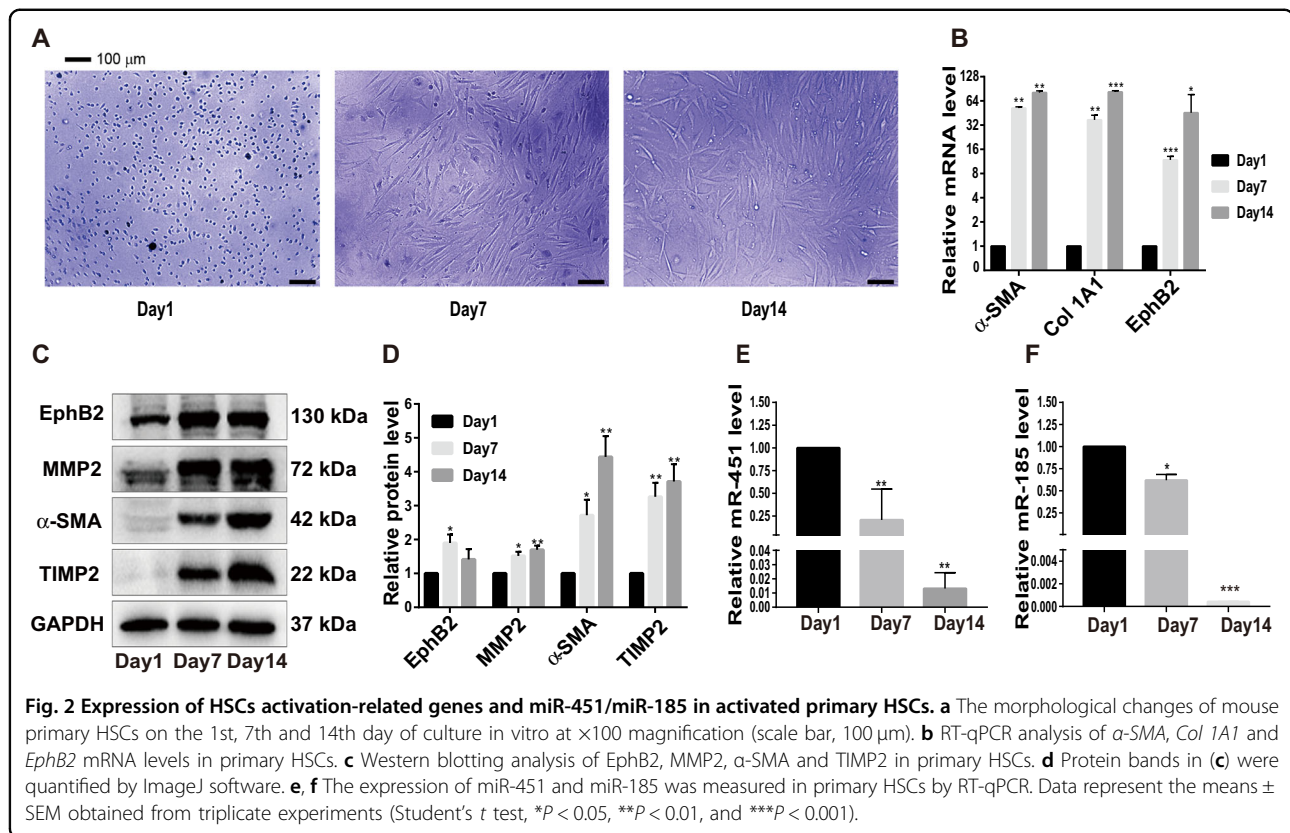 A
100 μm
Day1
Day7
Day14
B
Relative mRNA level
128
64
32
16
8
4
2
1
0
** ** ** *** *** *
Day1
Day7
Day14
α-SMA
Col 1A1
EphB2
C
EphB2 130 kDa
MMP2 72 kDa
α-SMA 42 kDa
TIMP2 22 kDa
GAPDH 37 kDa
Day1 Day7 Day14
D
Relative protein level
6
5
4
3
2
1
0
Day1
Day7
Day14
* * ** * ** ** **
EphB2
MMP2
α-SMA
TIMP2
E
Relative mR-451 level
1.50
1.25
1.00
0.75
0.50
0.25
0.04
0.03
0.02
0.01
0.00
** **
Day1 Day7 Day14
F
Relative mR-185 level
1.50
1.25
1.00
0.75
0.50
0.25
0.004
0.002
0.000
* ***
Day1 Day7 Day14
Fig. 2 Expression of HSCs activation-related genes and miR-451/miR-185 in activated primary HSCs. a The morphological changes of mouse
primary HSCs on the 1st, 7th and 14th day of culture in vitro at ×100 magnification (scale bar, 100 μm). b RT-qPCR analysis of α-SMA, Col 1A1 and
EphB2 mRNA levels in primary HSCs. c Western blotting analysis of EphB2, MMP2, α-SMA and TIMP2 in primary HSCs. d Protein bands in (c) were
quantified by ImageJ software. e, f The expression of miR-451 and miR-185 was measured in primary HSCs by RT-qPCR. Data represent the means ±
SEM obtained from triplicate experiments (Student's t test, *P < 0.05, **P < 0.01, and ***P < 0.001).